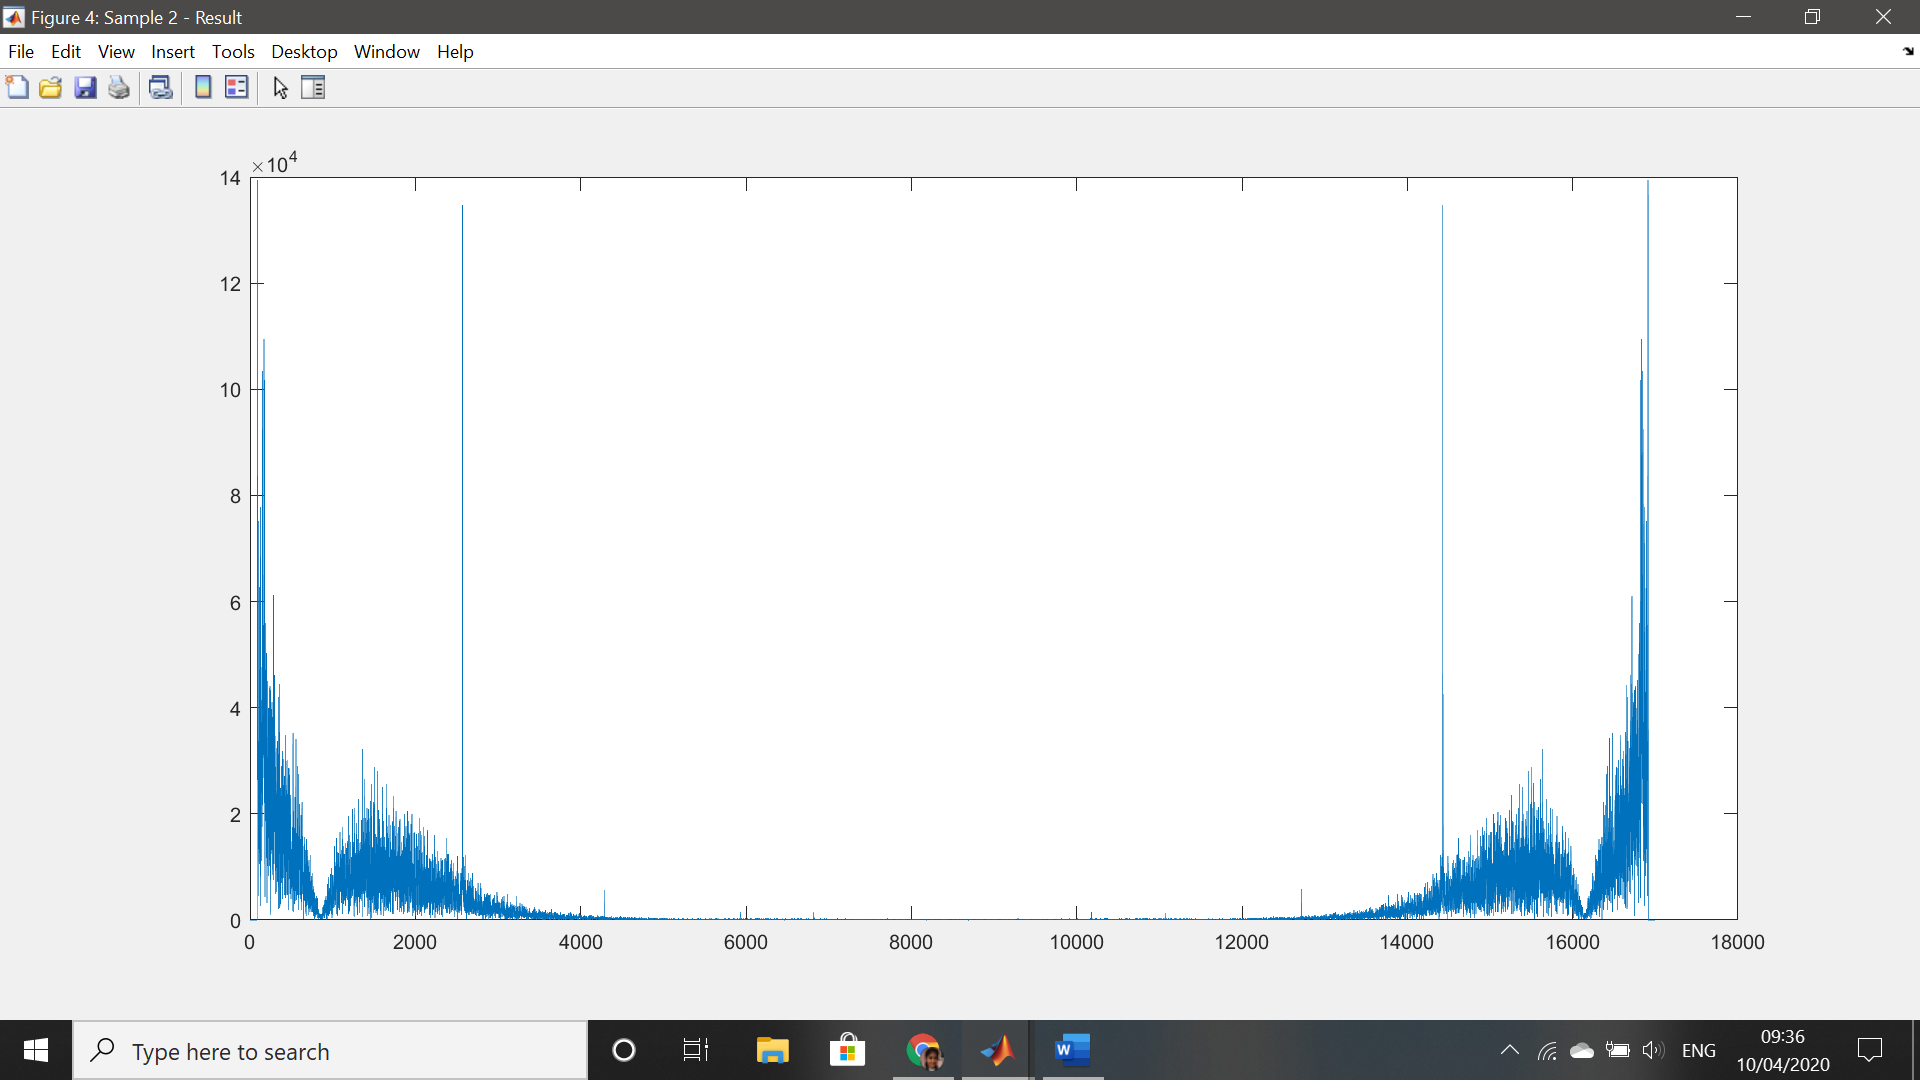 Figure 4: Sample 2 - Result
File Edit View Insert Tools Desktop Window Help
×10⁴
14
12
10
8
6
4
2
0
0 2000 4000 6000 8000 10000 12000 14000 16000 18000
Type here to search
W
ENG
09:36
10/04/2020